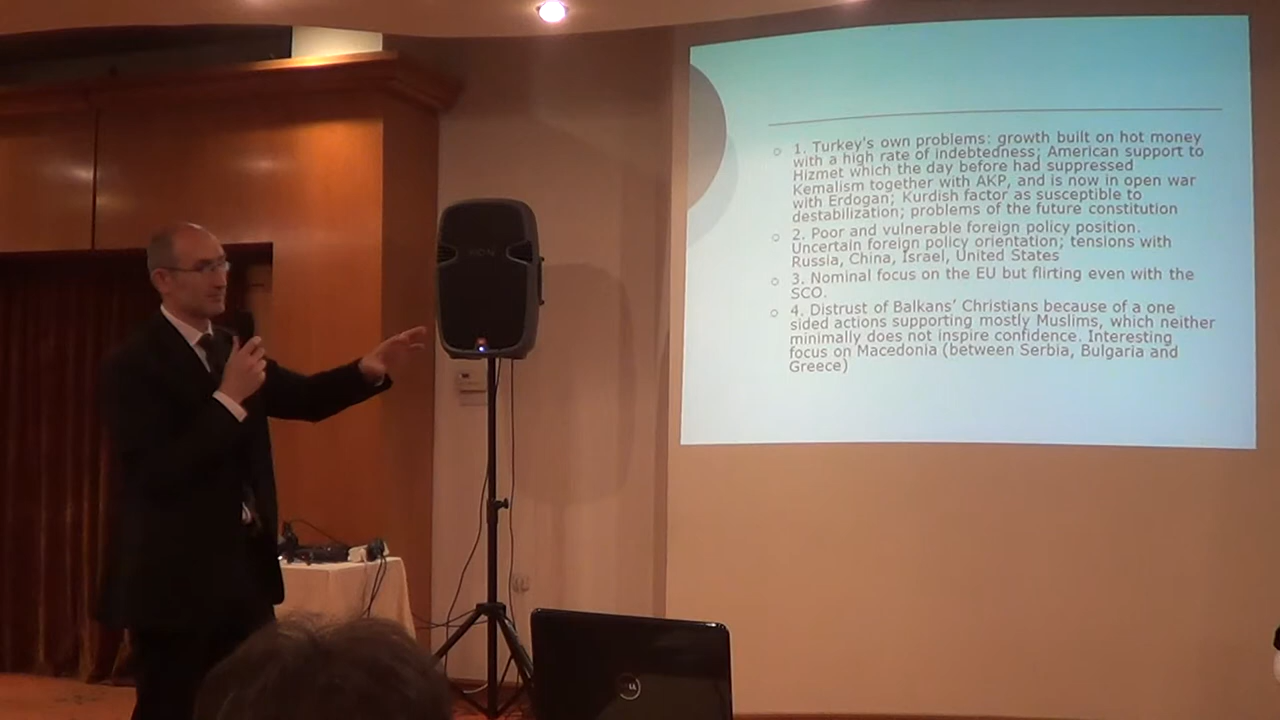 1. Turkey's own problems: growth built on hot money
with a high rate of indebtedness; American support to
Hizmet which the day before had suppressed
Kemalism together with AKP, and is now in open war
with Erdogan; Kurdish factor as susceptible to
destabilization; problems of the future constitution
2. Poor and vulnerable foreign policy position.
Uncertain foreign policy orientation; tensions with
Russia, China, Israel, United States
3. Nominal focus on the EU but flirting even with the
SCO.
4. Distrust of Balkans’ Christians because of a one
sided actions supporting mostly Muslims, which neither
minimally does not inspire confidence. Interesting
focus on Macedonia (between Serbia, Bulgaria and
Greece)
DELL